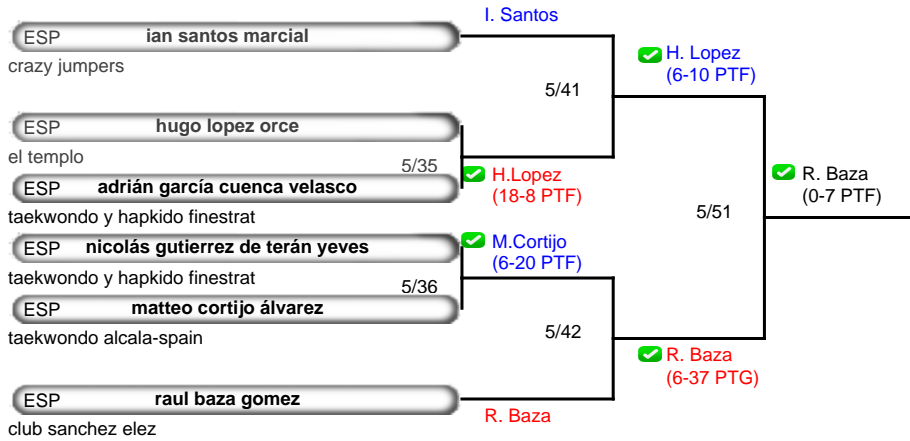 I. Santos
ESP ian santos marcial
crazy jumpers
H. Lopez
(6-10 PTF)
5/41
ESP hugo lopez orce
el templo
5/35
H.Lopez
(18-8 PTF)
ESP adrián garcía cuenca velasco
taekwondo y hapkido finestrat
R. Baza
(0-7 PTF)
5/51
ESP nicolás gutierrez de terán yeves
taekwondo y hapkido finestrat
M.Cortijo
(6-20 PTF)
5/36
ESP matteo cortijo álvarez
taekwondo alcala-spain
5/42
R. Baza
(6-37 PTG)
ESP raul baza gomez
club sanchez elez
R. Baza